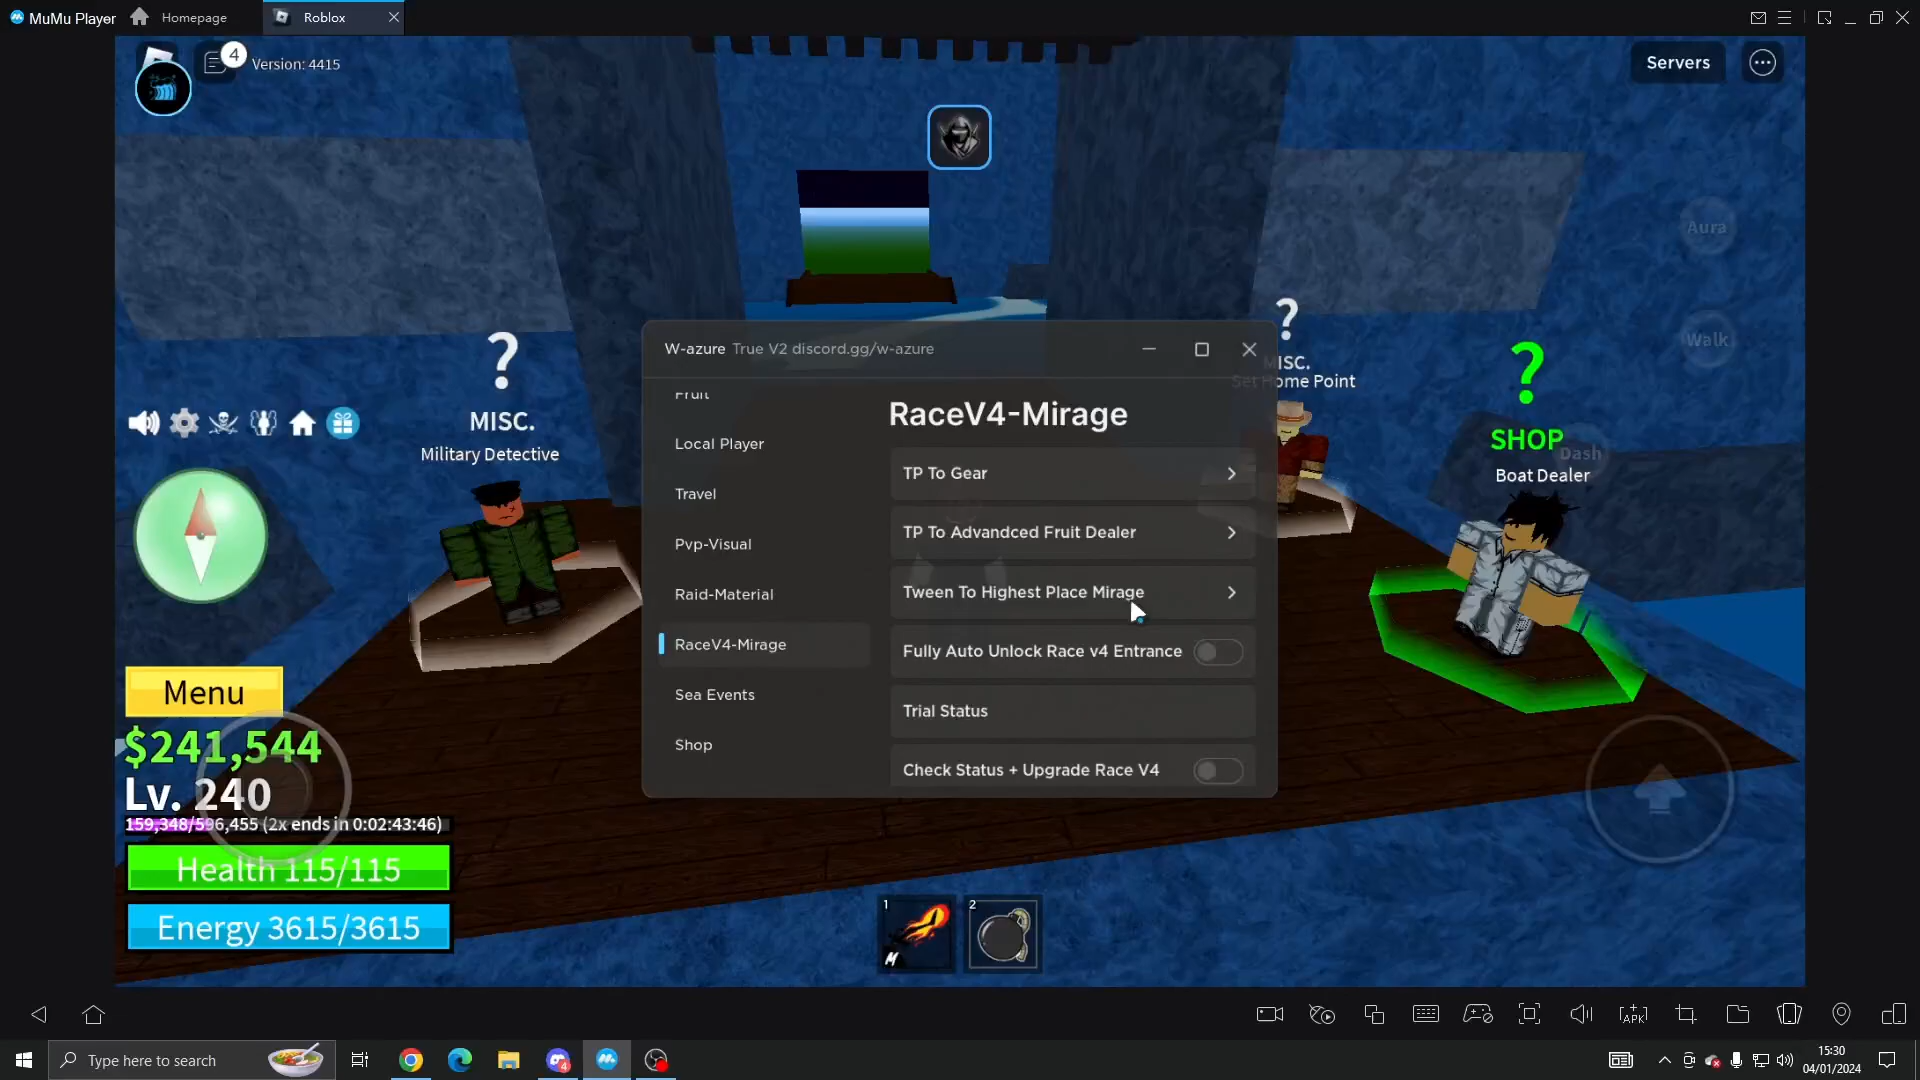 MuMu Player
Homepage
Roblox
4
Version: 4415
Servers
Aura
Walk
Dash
?
MISC.
Military Detective
?
MISC.
Set Home Point
?
SHOP
Boat Dealer
W-azure True V2 discord.gg/w-azure
Fruit
Local Player
Travel
Pvp-Visual
Raid-Material
RaceV4-Mirage
Sea Events
Shop
RaceV4-Mirage
TP To Gear
TP To Advandced Fruit Dealer
Tween To Highest Place Mirage
Fully Auto Unlock Race v4 Entrance
Trial Status
Check Status + Upgrade Race V4
Menu
$241,544
Lv. 240
159,348/596,455 (2x ends in 0:02:43:46)
Health 115/115
Energy 3615/3615
1
M
2
APK
Type here to search
4
15:30
04/01/2024